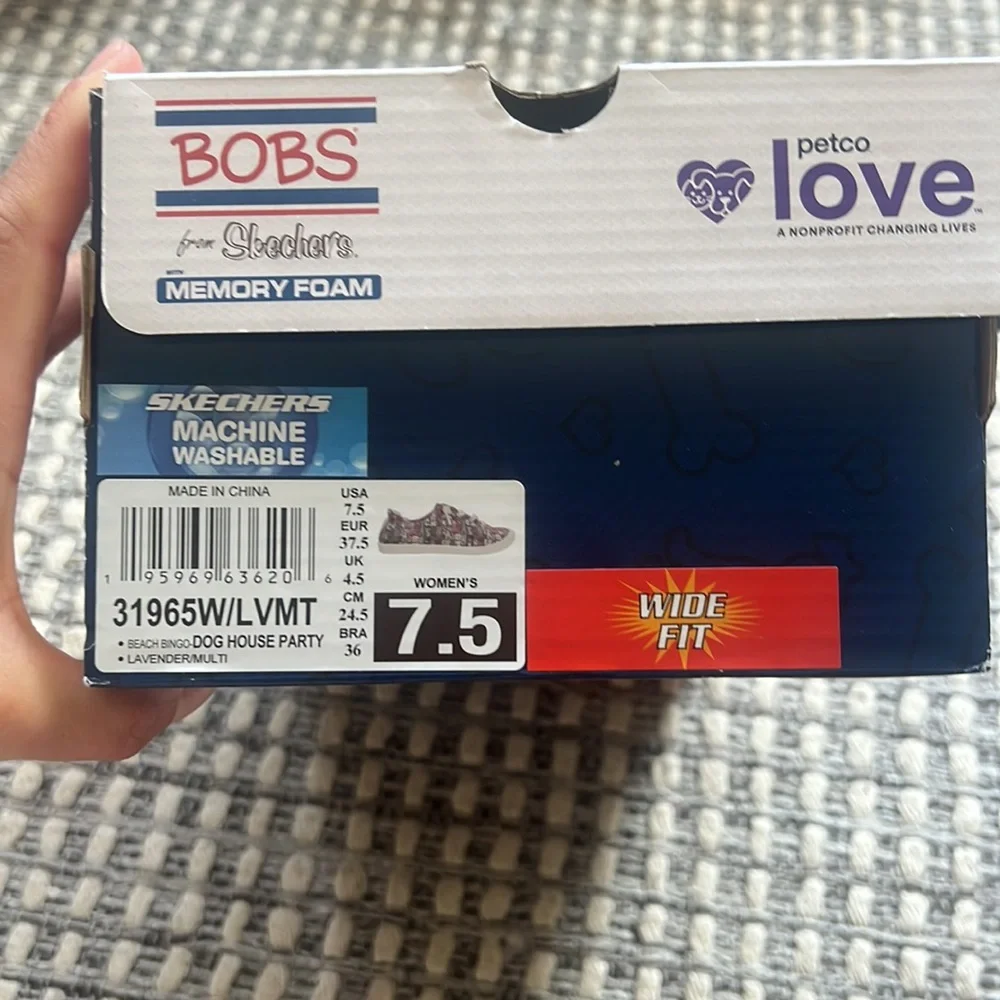 BOBS
from Skechers
WITH
MEMORY FOAM
petco
love™
A NONPROFIT CHANGING LIVES
SKECHERS
MACHINE
WASHABLE
MADE IN CHINA
1 95969 63620 6
31965W/LVMT
• BEACH BINGO-DOG HOUSE PARTY
• LAVENDER/MULTI
USA
7.5
EUR
37.5
UK
4.5
CM
24.5
BRA
36
WOMEN'S
7.5
WIDE
FIT